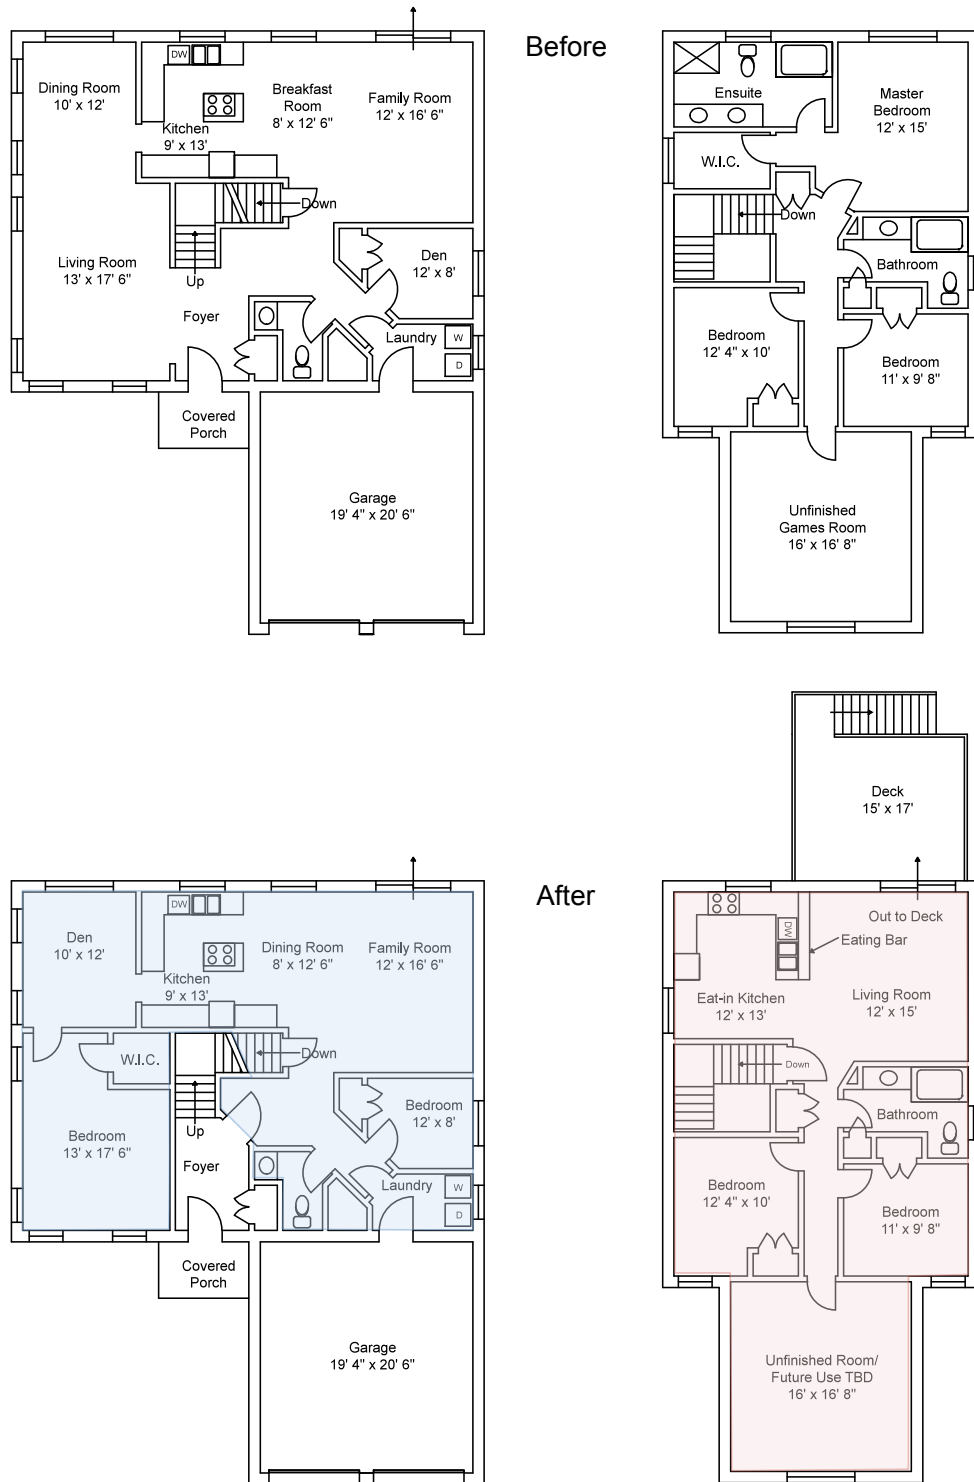 Before
Dining Room
10' x 12'
DW
Kitchen
9' x 13'
Breakfast
Room
8' x 12' 6"
Family Room
12' x 16' 6"
Down
Living Room
13' x 17' 6"
Up
Den
12' x 8'
Foyer
Laundry
W
D
Covered
Porch
Garage
19' 4" x 20' 6"
Ensuite
Master
Bedroom
12' x 15'
W.I.C.
Down
Bathroom
Bedroom
12' 4" x 10'
Bedroom
11' x 9' 8"
Unfinished
Games Room
16' x 16' 8"
After
Den
10' x 12'
DW
Kitchen
9' x 13'
Dining Room
8' x 12' 6"
Family Room
12' x 16' 6"
W.I.C.
Down
Bedroom
13' x 17' 6"
Up
Bedroom
12' x 8'
Foyer
Laundry
W
D
Covered
Porch
Garage
19' 4" x 20' 6"
Deck
15' x 17'
Out to Deck
DW
Eating Bar
Eat-in Kitchen
12' x 13'
Living Room
12' x 15'
Down
Bathroom
Bedroom
12' 4" x 10'
Bedroom
11' x 9' 8"
Unfinished Room/
Future Use TBD
16' x 16' 8"